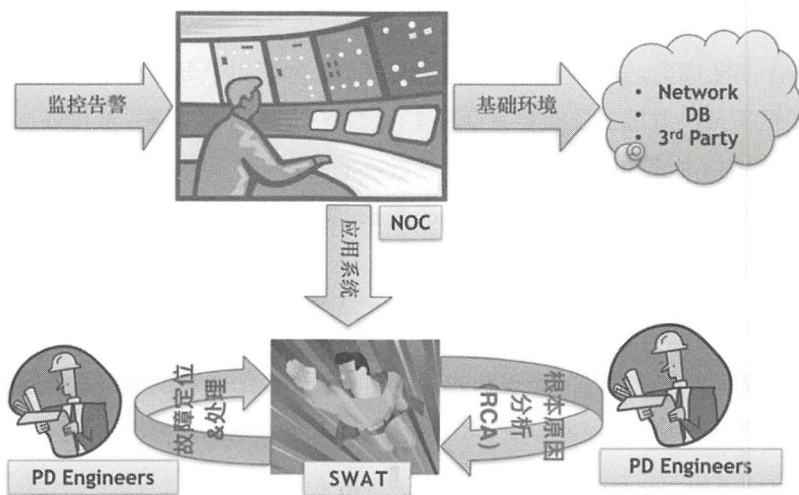 监控告警
基础环境
• Network
• DB
• 3rd Party
NOC
应用系统
故障定位
&处理
根本原因
分析
(RCA)
PD Engineers
SWAT
PD Engineers